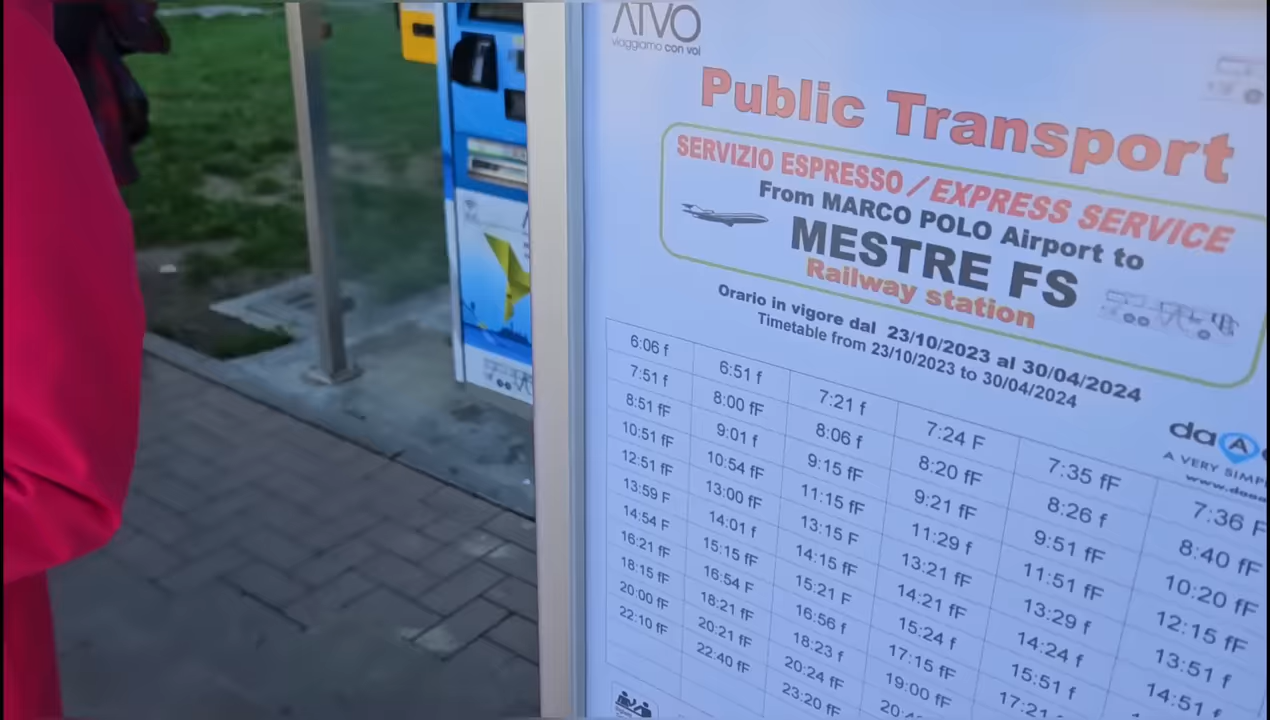 ATVO
viaggiamo con voi
Public Transport
SERVIZIO ESPRESSO / EXPRESS SERVICE
From MARCO POLO Airport to
MESTRE FS
Railway station
Orario in vigore dal 23/10/2023 al 30/04/2024
Timetable from 23/10/2023 to 30/04/2024
daA
A VERY SIMP
6:06 f 6:51 f 7:21 f 7:24 F 7:35 fF 7:36 F
7:51 f 8:00 fF 8:06 f 8:20 fF 8:26 f 8:40 fF
8:51 fF 9:01 f 9:15 fF 9:21 fF 9:51 fF 10:20 fF
10:51 fF 10:54 fF 11:15 fF 11:29 f 11:51 fF 12:15 fF
12:51 fF 13:00 fF 13:15 F 13:21 fF 13:29 f 13:51 f
13:59 F 14:01 f 14:15 fF 14:21 fF 14:24 f 14:51 f
14:54 F 15:15 fF 15:21 F 15:24 f 15:51 f
16:21 fF 16:54 F 16:56 f 17:15 fF 17:21
18:15 fF 18:21 fF 18:23 f 19:00 fF
20:00 fF 20:21 fF 20:24 fF
22:10 fF 22:40 fF 23:20 fF